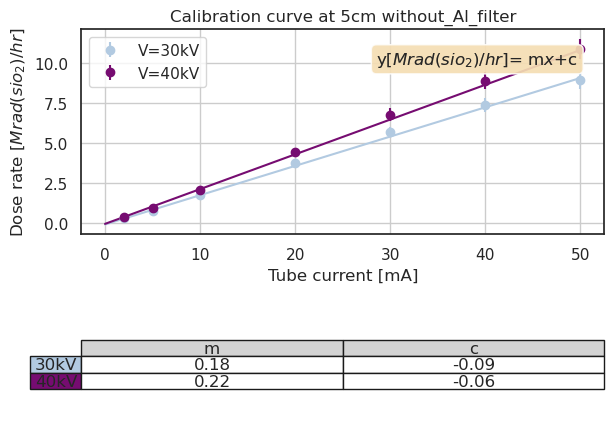 Calibration curve at 5cm without_Al_filter
Dose rate [Mrad(sio₂)/hr]
10.0
7.5
5.0
2.5
0.0
V=30kV
V=40kV
y[Mrad(sio₂)/hr]= mx+c
0 10 20 30 40 50
Tube current [mA]
m c
30kV 0.18 -0.09
40kV 0.22 -0.06